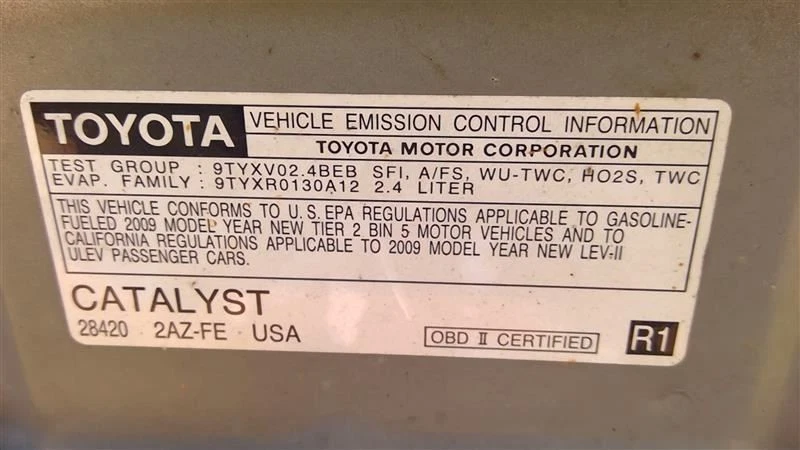 TOYOTA VEHICLE EMISSION CONTROL INFORMATION
TOYOTA MOTOR CORPORATION
TEST GROUP : 9TYXV02.4BEB SFI, A/FS, WU-TWC, HO2S, TWC
EVAP. FAMILY : 9TYXR0130A12 2.4 LITER
THIS VEHICLE CONFORMS TO U.S. EPA REGULATIONS APPLICABLE TO GASOLINE-
FUELED 2009 MODEL YEAR NEW TIER 2 BIN 5 MOTOR VEHICLES AND TO
CALIFORNIA REGULATIONS APPLICABLE TO 2009 MODEL YEAR NEW LEV-II
ULEV PASSENGER CARS.
CATALYST
28420 2AZ-FE USA
OBD II CERTIFIED R1